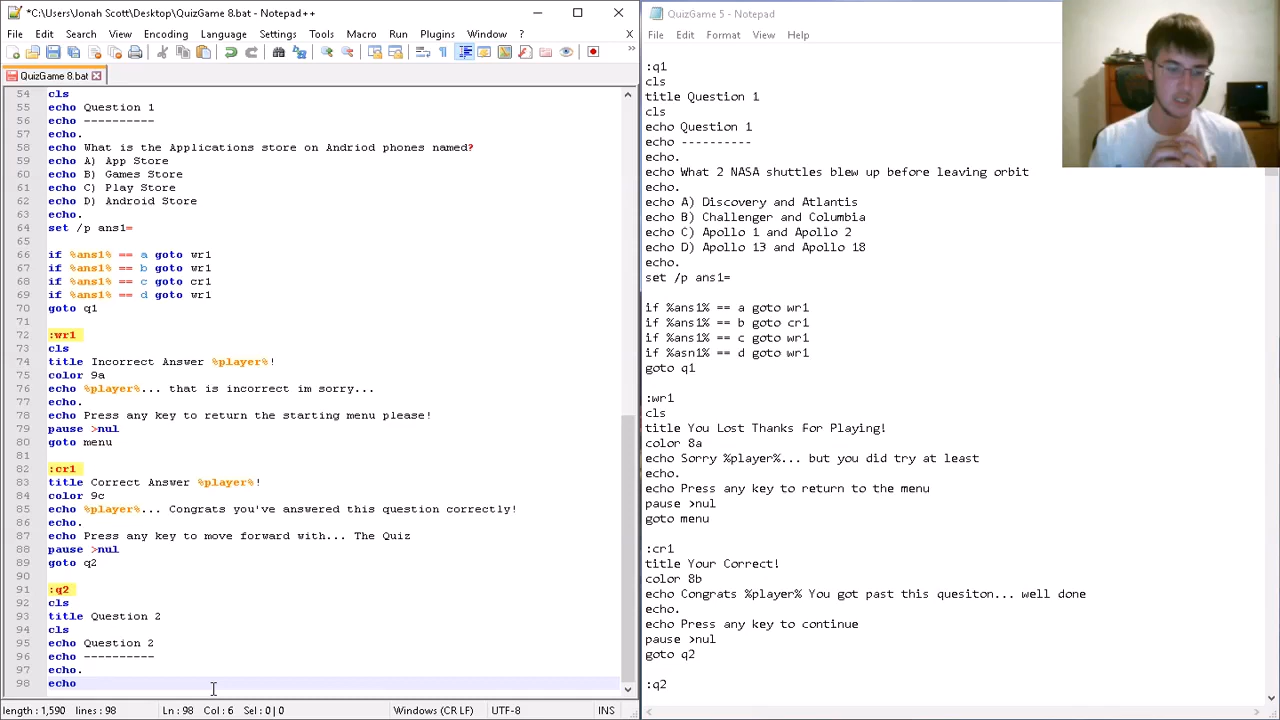 *C:\Users\Jonah Scott\Desktop\QuizGame 8.bat - Notepad++
File Edit Search View Encoding Language Settings Tools Macro Run Plugins Window ? X
QuizGame 8.bat
54 cls
55 echo Question 1
56 echo ----------
57 echo.
58 echo What is the Applications store on Andriod phones named?
59 echo A) App Store
60 echo B) Games Store
61 echo C) Play Store
62 echo D) Android Store
63 echo.
64 set /p ans1=
65
66 if %ans1% == a goto wr1
67 if %ans1% == b goto wr1
68 if %ans1% == c goto cr1
69 if %ans1% == d goto wr1
70 goto q1
71
72 :wr1
73 cls
74 title Incorrect Answer %player%!
75 color 9a
76 echo %player%... that is incorrect im sorry...
77 echo.
78 echo Press any key to return the starting menu please!
79 pause >nul
80 goto menu
81
82 :cr1
83 title Correct Answer %player%!
84 color 9c
85 echo %player%... Congrats you've answered this question correctly!
86 echo.
87 echo Press any key to move forward with... The Quiz
88 pause >nul
89 goto q2
90
91 :q2
92 cls
93 title Question 2
94 cls
95 echo Question 2
96 echo ----------
97 echo.
98 echo
length : 1,590 lines : 98 Ln : 98 Col : 6 Sel : 0 | 0 Windows (CR LF) UTF-8 INS
QuizGame 5 - Notepad
File Edit Format View Help
:q1
cls
title Question 1
cls
echo Question 1
echo ----------
echo.
echo What 2 NASA shuttles blew up before leaving orbit
echo.
echo A) Discovery and Atlantis
echo B) Challenger and Columbia
echo C) Apollo 1 and Apollo 2
echo D) Apollo 13 and Apollo 18
echo.
set /p ans1=
if %ans1% == a goto wr1
if %ans1% == b goto cr1
if %ans1% == c goto wr1
if %asn1% == d goto wr1
goto q1
:wr1
cls
title You Lost Thanks For Playing!
color 8a
echo Sorry %player%... but you did try at least
echo.
echo Press any key to return to the menu
pause >nul
goto menu
:cr1
title Your Correct!
color 8b
echo Congrats %player% You got past this quesiton... well done
echo.
echo Press any key to continue
pause >nul
goto q2
:q2